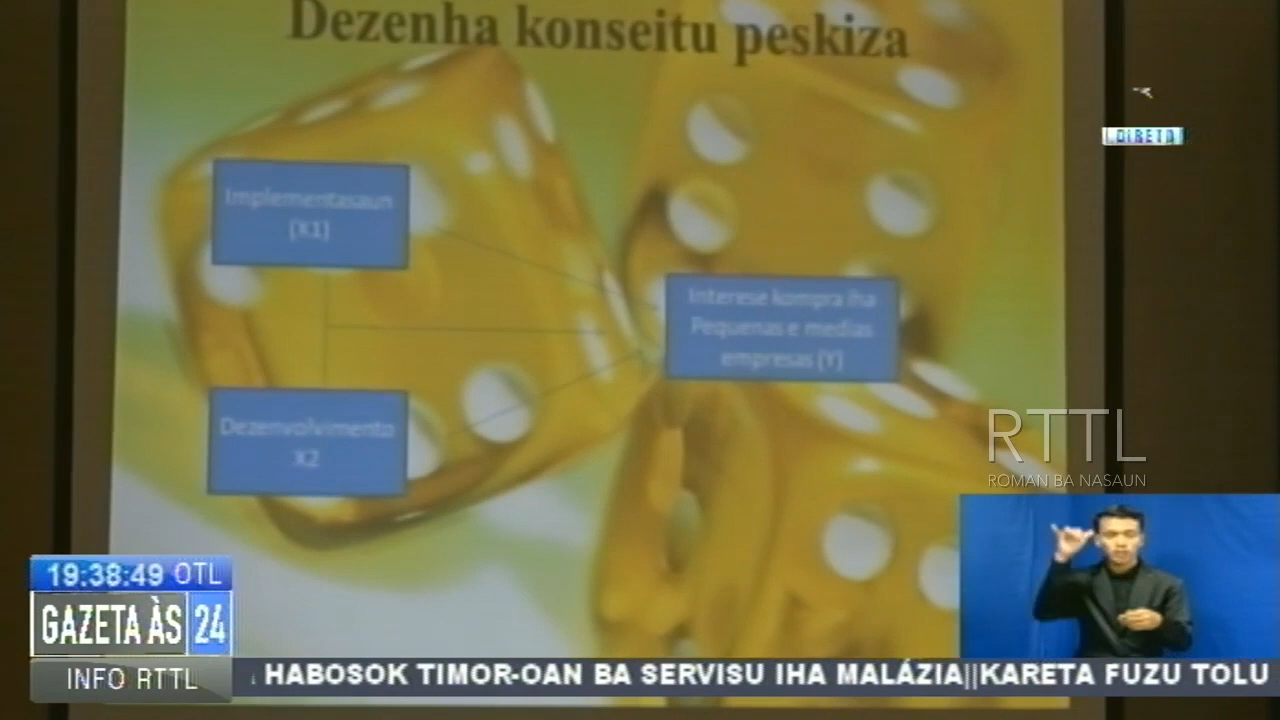 Dezenha konseitu peskiza
DIRETO
Implementasaun
(X1)
Interese kompra iha
Pequenas e medias
empresas (Y)
Dezenvolvimento
X2
RTTL
ROMAN BA NASAUN
19:38:49 OTL
GAZETA ÀS 24
INFO RTTL
HABOSOK TIMOR-OAN BA SERVISU IHA MALÁZIA||KARETA FUZU TOLU